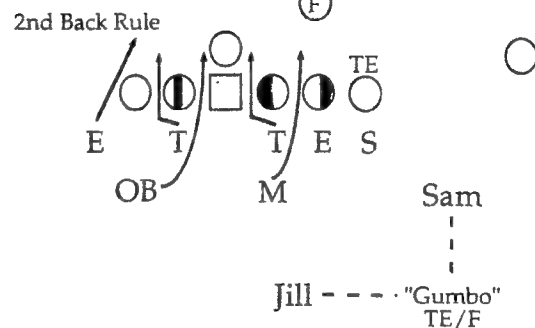 F
2nd Back Rule
TE
E T T E S
OB M
Sam
Jill "Gumbo"
TE/F